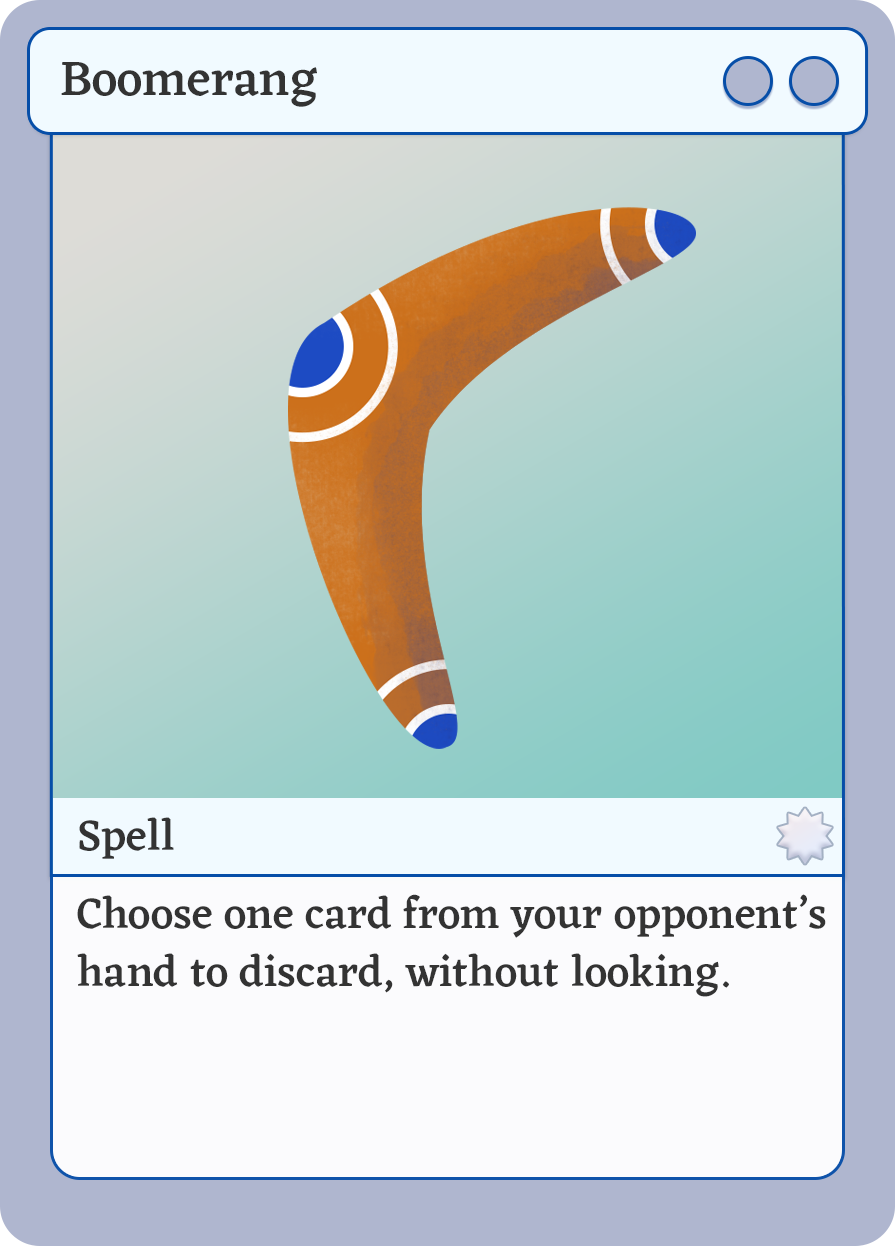 Boomerang
Spell
Choose one card from your opponent’s
hand to discard, without looking.